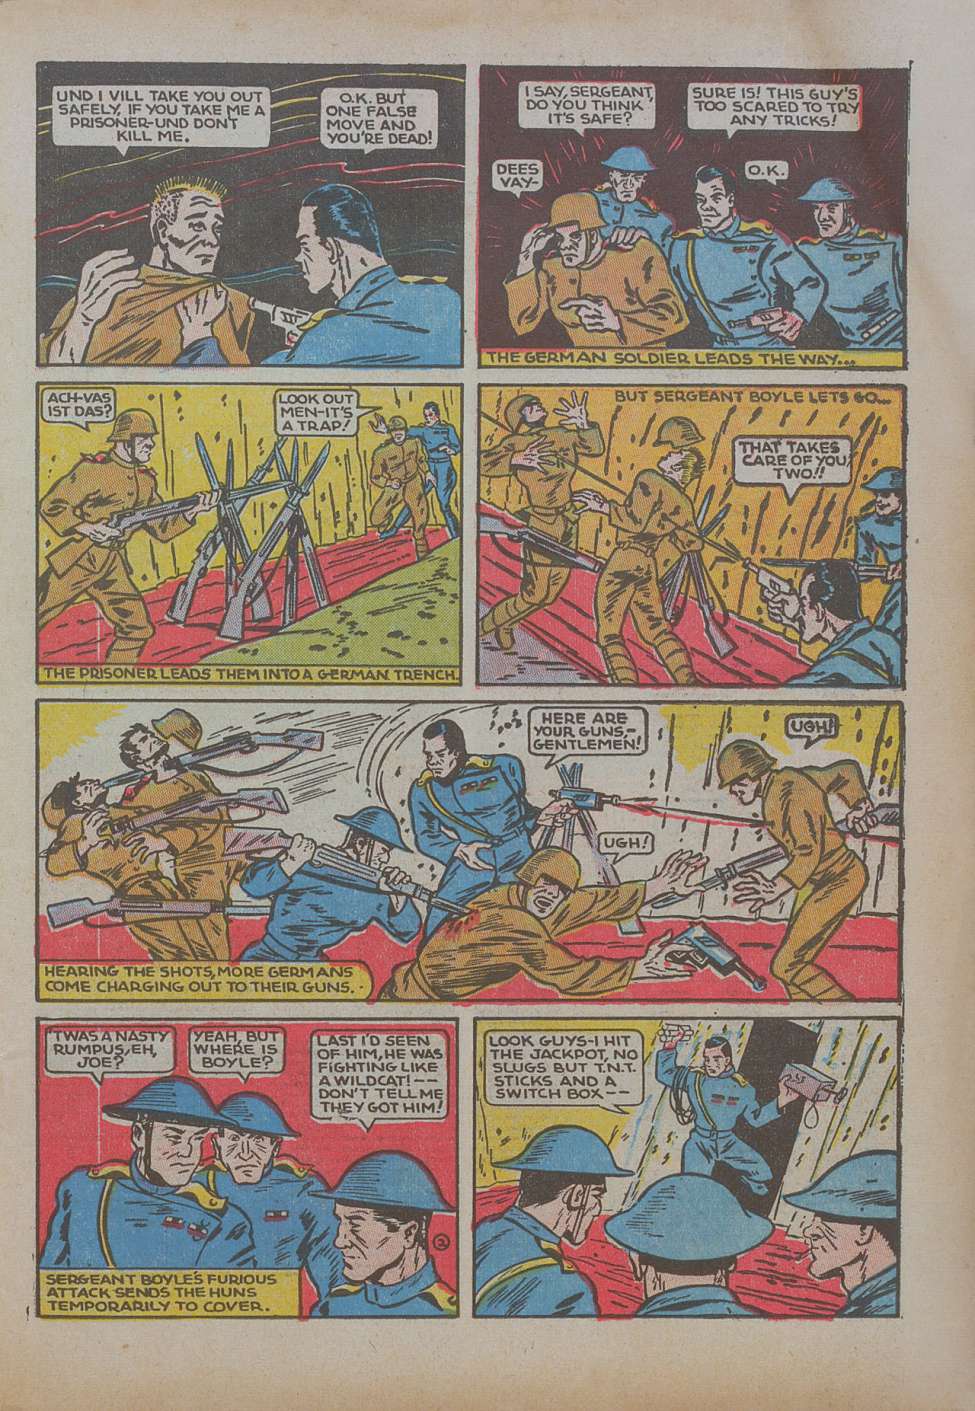 UND I VILL TAKE YOU OUT
SAFELY, IF YOU TAKE ME A
PRISONER-UND DON'T
KILL ME.
O.K. BUT
ONE FALSE
MOVE AND
YOU'RE DEAD!
I SAY, SERGEANT,
DO YOU THINK
IT'S SAFE?
SURE IS! THIS GUY'S
TOO SCARED TO TRY
ANY TRICKS!
DEES
VAY-
O.K.
THE GERMAN SOLDIER LEADS THE WAY...
ACH-VAS
IST DAS?
LOOK OUT
MEN-IT'S
A TRAP!
THE PRISONER LEADS THEM INTO A GERMAN TRENCH.
BUT SERGEANT BOYLE LETS GO...
THAT TAKES
CARE OF YOU
TWO!!
HERE ARE
YOUR GUNS,-
GENTLEMEN!
UGH!
UGH!
HEARING THE SHOTS, MORE GERMANS
COME CHARGING OUT TO THEIR GUNS.
'TWAS A NASTY
RUMPUS, EH,
JOE?
YEAH, BUT
WHERE IS
BOYLE?
LAST I'D SEEN
OF HIM, HE WAS
FIGHTING LIKE
A WILDCAT!--
DON'T TELL ME
THEY GOT HIM!
2
SERGEANT BOYLE'S FURIOUS
ATTACK SENDS THE HUNS
TEMPORARILY TO COVER.
LOOK GUYS-I HIT
THE JACKPOT, NO
SLUGS BUT T.N.T.
STICKS AND A
SWITCH BOX--